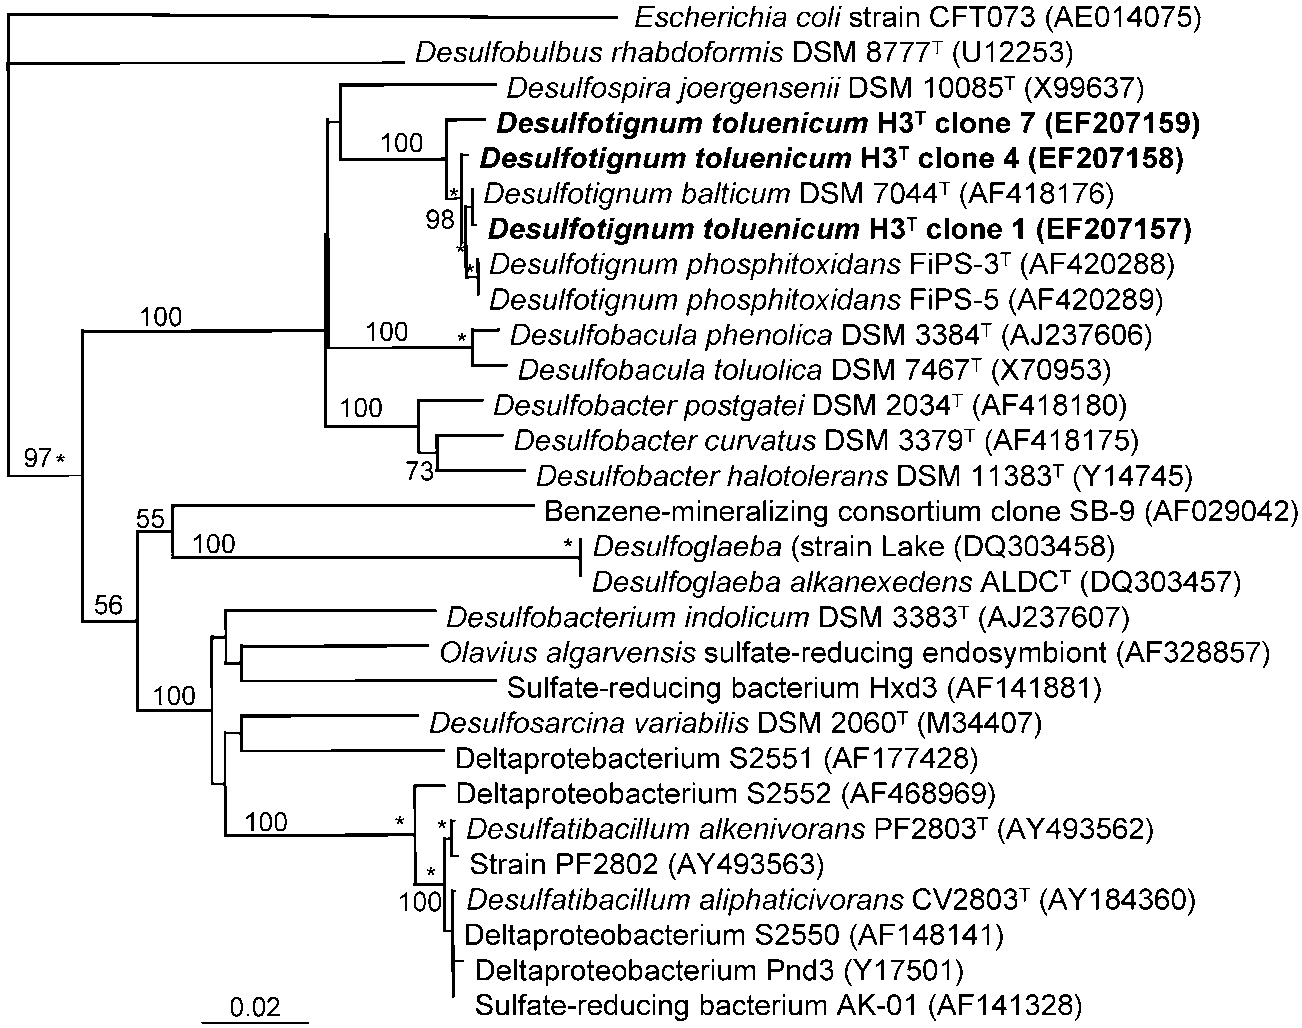 Escherichia coli strain CFT073 (AE014075)
Desulfobulbus rhabdoformis DSM 8777ᵀ (U12253)
Desulfospira joergensenii DSM 10085ᵀ (X99637)
Desulfotignum toluenicum H3ᵀ clone 7 (EF207159)
100
Desulfotignum toluenicum H3ᵀ clone 4 (EF207158)
*
Desulfotignum balticum DSM 7044ᵀ (AF418176)
98
Desulfotignum toluenicum H3ᵀ clone 1 (EF207157)
*
* Desulfotignum phosphitoxidans FiPS-3ᵀ (AF420288)
Desulfotignum phosphitoxidans FiPS-5 (AF420289)
100
100 * Desulfobacula phenolica DSM 3384ᵀ (AJ237606)
Desulfobacula toluolica DSM 7467ᵀ (X70953)
100 Desulfobacter postgatei DSM 2034ᵀ (AF418180)
Desulfobacter curvatus DSM 3379ᵀ (AF418175)
97 *
73 Desulfobacter halotolerans DSM 11383ᵀ (Y14745)
55 Benzene-mineralizing consortium clone SB-9 (AF029042)
100 * Desulfoglaeba (strain Lake (DQ303458)
Desulfoglaeba alkanexedens ALDCᵀ (DQ303457)
56
Desulfobacterium indolicum DSM 3383ᵀ (AJ237607)
Olavius algarvensis sulfate-reducing endosymbiont (AF328857)
100 Sulfate-reducing bacterium Hxd3 (AF141881)
Desulfosarcina variabilis DSM 2060ᵀ (M34407)
Deltaprotebacterium S2551 (AF177428)
Deltaproteobacterium S2552 (AF468969)
100 * * Desulfatibacillum alkenivorans PF2803ᵀ (AY493562)
* Strain PF2802 (AY493563)
100 Desulfatibacillum aliphaticivorans CV2803ᵀ (AY184360)
Deltaproteobacterium S2550 (AF148141)
Deltaproteobacterium Pnd3 (Y17501)
0.02 Sulfate-reducing bacterium AK-01 (AF141328)